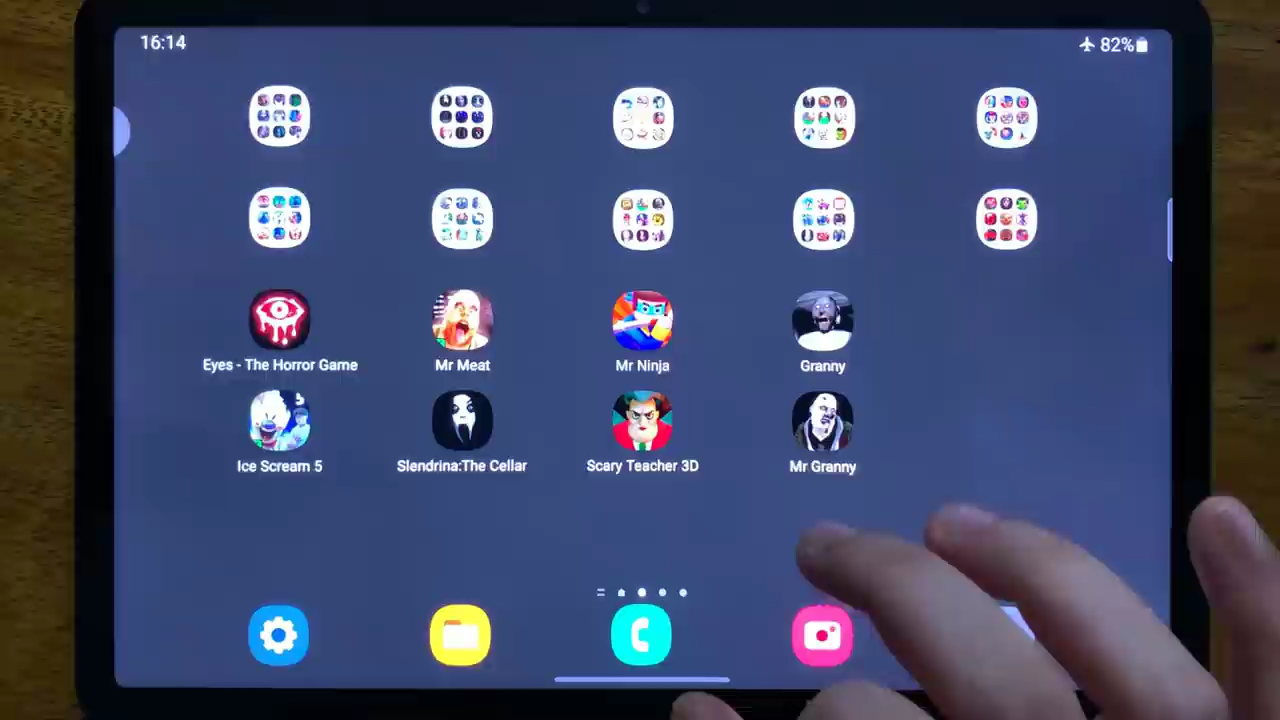 16:14
82%
Eyes - The Horror Game
Mr Meat
Mr Ninja
Granny
Ice Scream 5
Slendrina:The Cellar
Scary Teacher 3D
Mr Granny